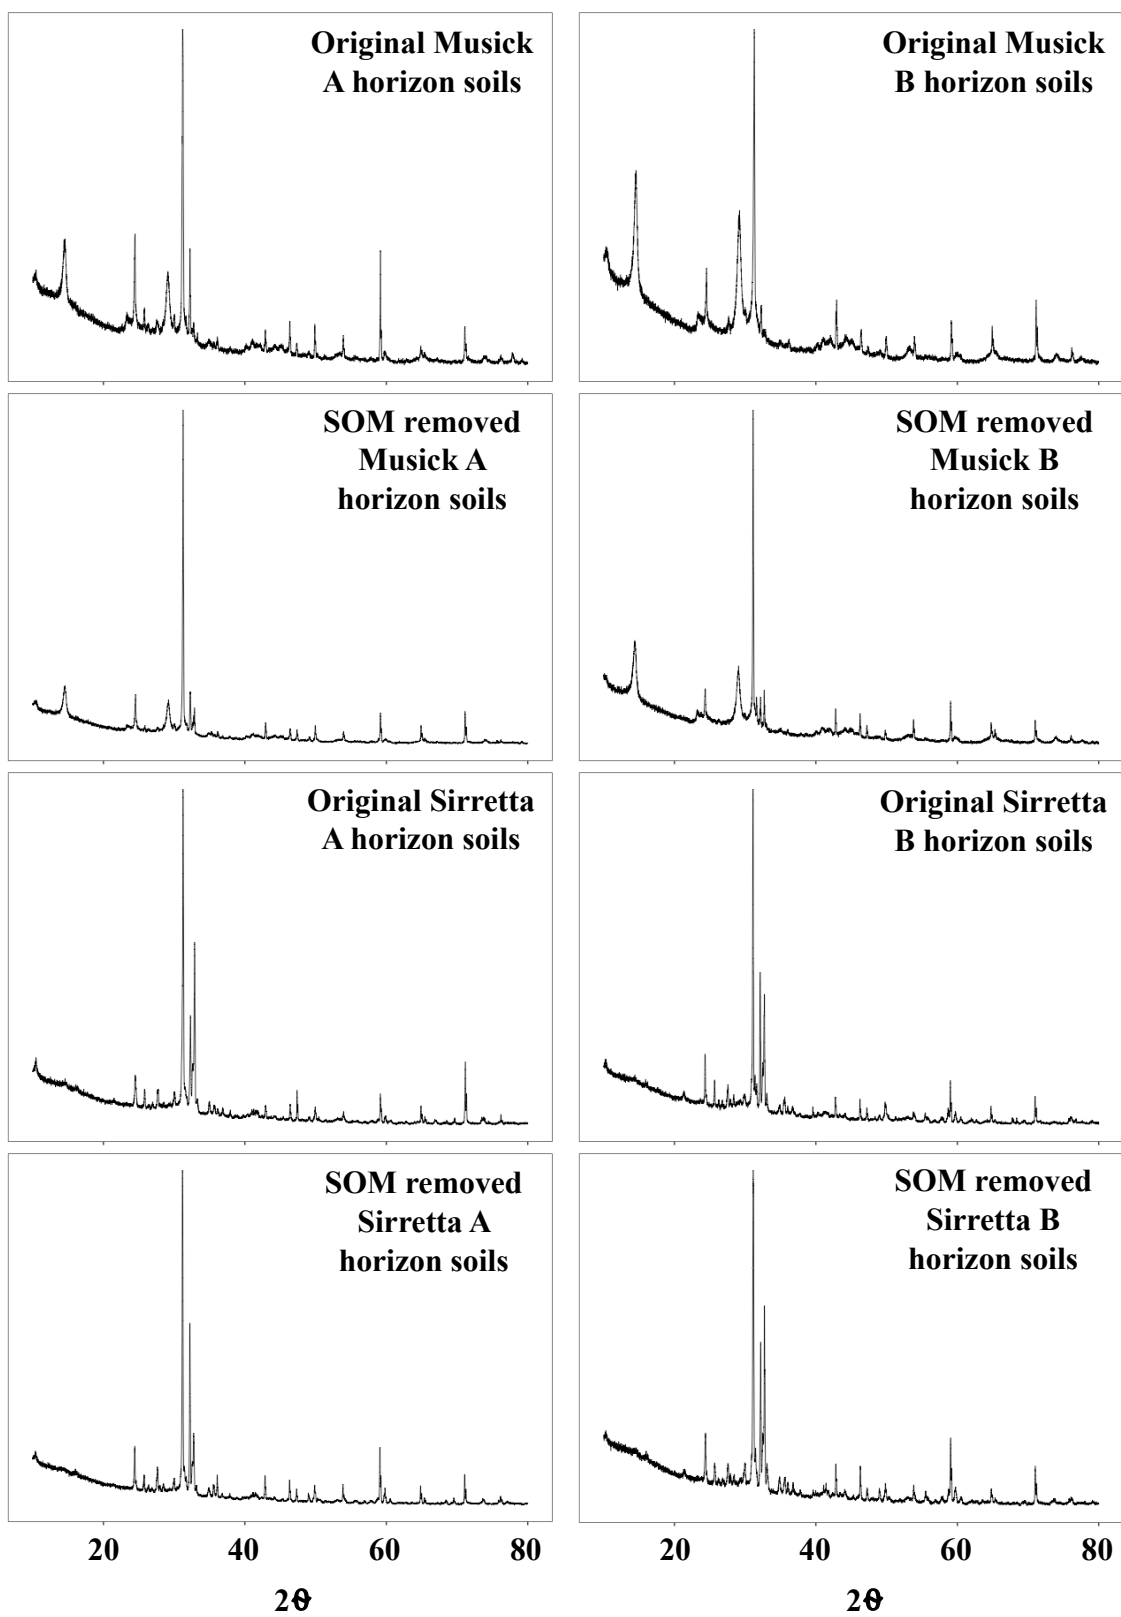 Original Musick
A horizon soils
Original Musick
B horizon soils
SOM removed
Musick A
horizon soils
SOM removed
Musick B
horizon soils
Original Sirretta
A horizon soils
Original Sirretta
B horizon soils
SOM removed
Sirretta A
horizon soils
SOM removed
Sirretta B
horizon soils
20 40 60 80
20 40 60 80
2ϑ
2ϑ